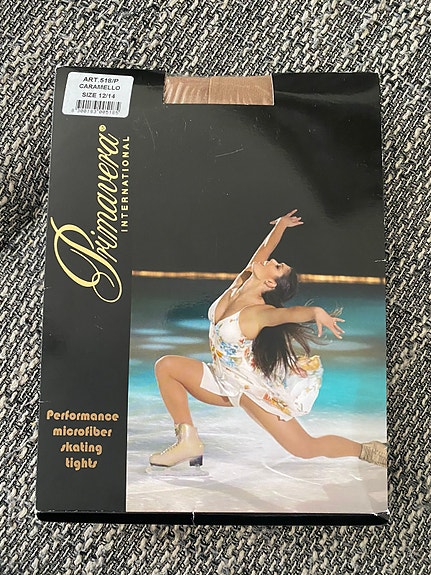 ART.518/P
CARAMELLO
SIZE 12/14
Primavera®
INTERNATIONAL
Performance
microfiber
skating
tights